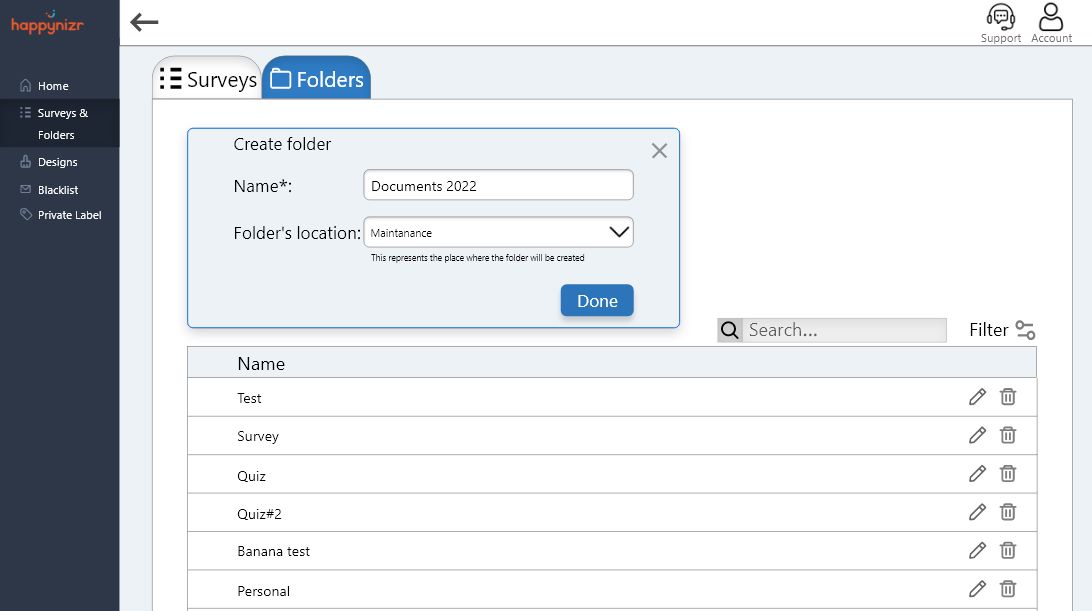 happynizr
Support
Account
Home
Surveys &
Folders
Designs
Blacklist
Private Label
Surveys
Folders
Create folder
Name*:
Documents 2022
Folder's location:
Maintanance
This represents the place where the folder will be created
Done
Search...
Filter
Name
Test
Survey
Quiz
Quiz#2
Banana test
Personal